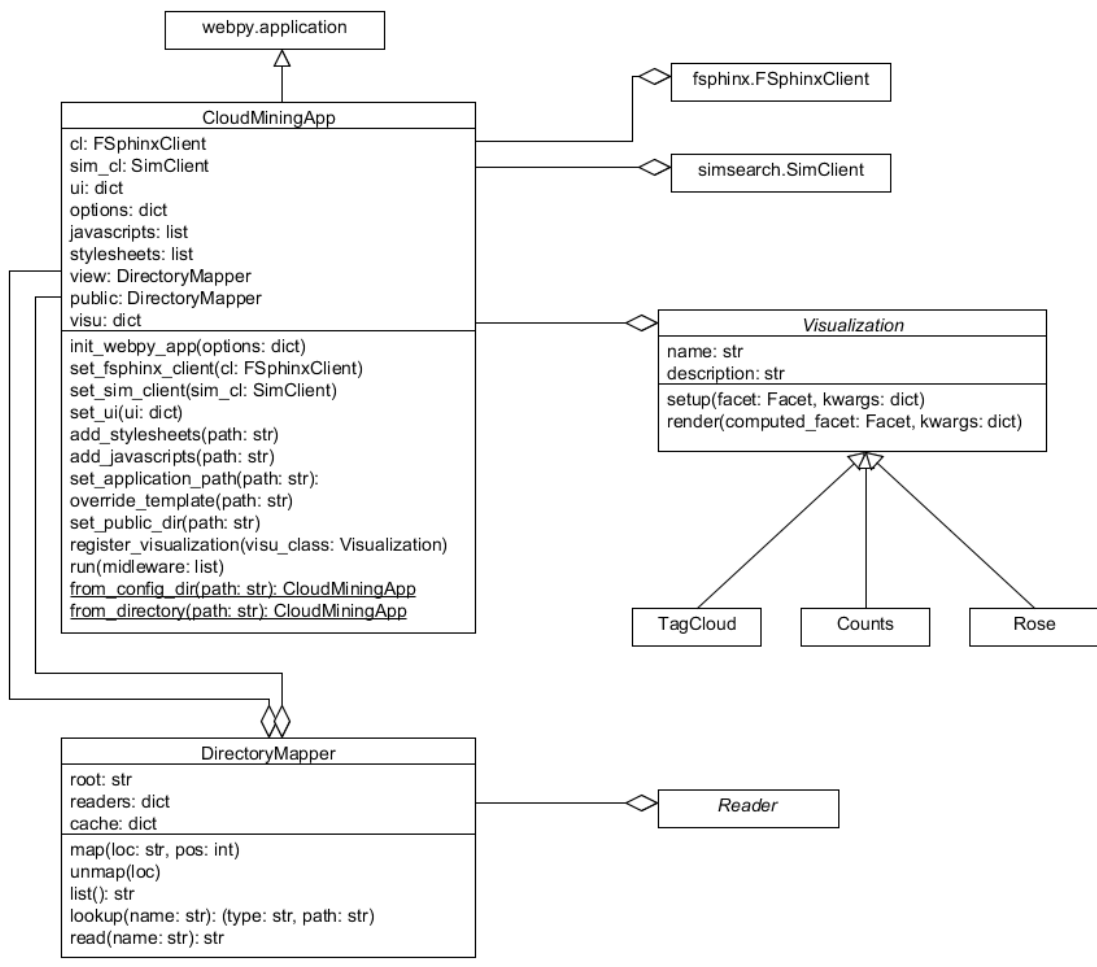 webpy.application
fsphinx.FSphinxClient
CloudMiningApp
cl: FSphinxClient
sim_cl: SimClient
ui: dict
options: dict
javascripts: list
stylesheets: list
view: DirectoryMapper
public: DirectoryMapper
visu: dict
init_webpy_app(options: dict)
set_fsphinx_client(cl: FSphinxClient)
set_sim_client(sim_cl: SimClient)
set_ui(ui: dict)
add_stylesheets(path: str)
add_javascripts(path: str)
set_application_path(path: str):
override_template(path: str)
set_public_dir(path: str)
register_visualization(visu_class: Visualization)
run(midleware: list)
from_config_dir(path: str): CloudMiningApp
from_directory(path: str): CloudMiningApp
simsearch.SimClient
Visualization
name: str
description: str
setup(facet: Facet, kwargs: dict)
render(computed_facet: Facet, kwargs: dict)
TagCloud
Counts
Rose
DirectoryMapper
root: str
readers: dict
cache: dict
map(loc: str, pos: int)
unmap(loc)
list(): str
lookup(name: str): (type: str, path: str)
read(name: str): str
Reader